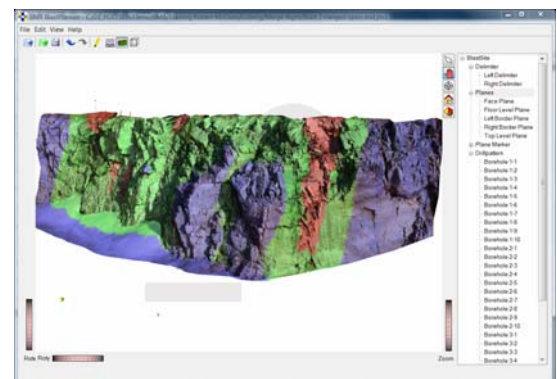 File Edit View Help
BlastSite
Delimiter
Left Delimiter
Right Delimiter
Planes
Face Plane
Floor Level Plane
Left Border Plane
Right Border Plane
Top Level Plane
Plane Marker
Drillpattern
Borehole 1-1
Borehole 1-2
Borehole 1-3
Borehole 1-4
Borehole 1-5
Borehole 1-6
Borehole 1-7
Borehole 1-8
Borehole 1-9
Borehole 1-10
Borehole 2-1
Borehole 2-2
Borehole 2-3
Borehole 2-4
Borehole 2-5
Borehole 2-6
Borehole 2-7
Borehole 2-8
Borehole 2-9
Borehole 2-10
Borehole 3-1
Borehole 3-2
Borehole 3-3
Borehole 3-4
Rotx Roty
Zoom